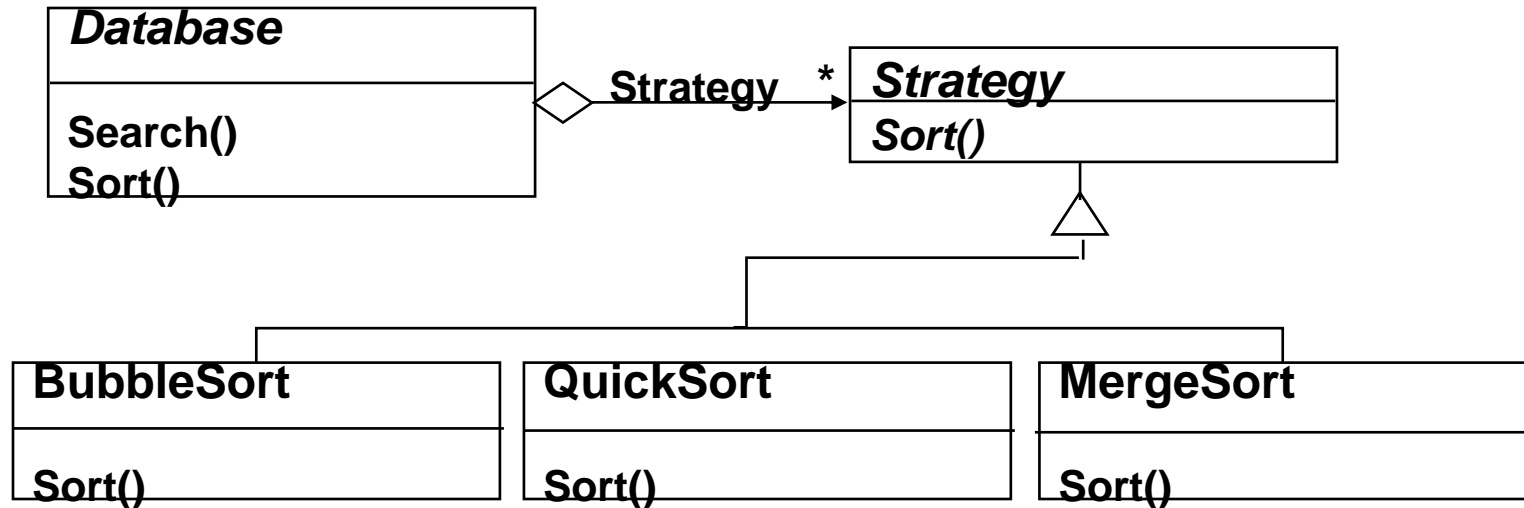 Database
Search()
Sort()
Strategy
*
Strategy
Sort()
BubbleSort
Sort()
QuickSort
Sort()
MergeSort
Sort()